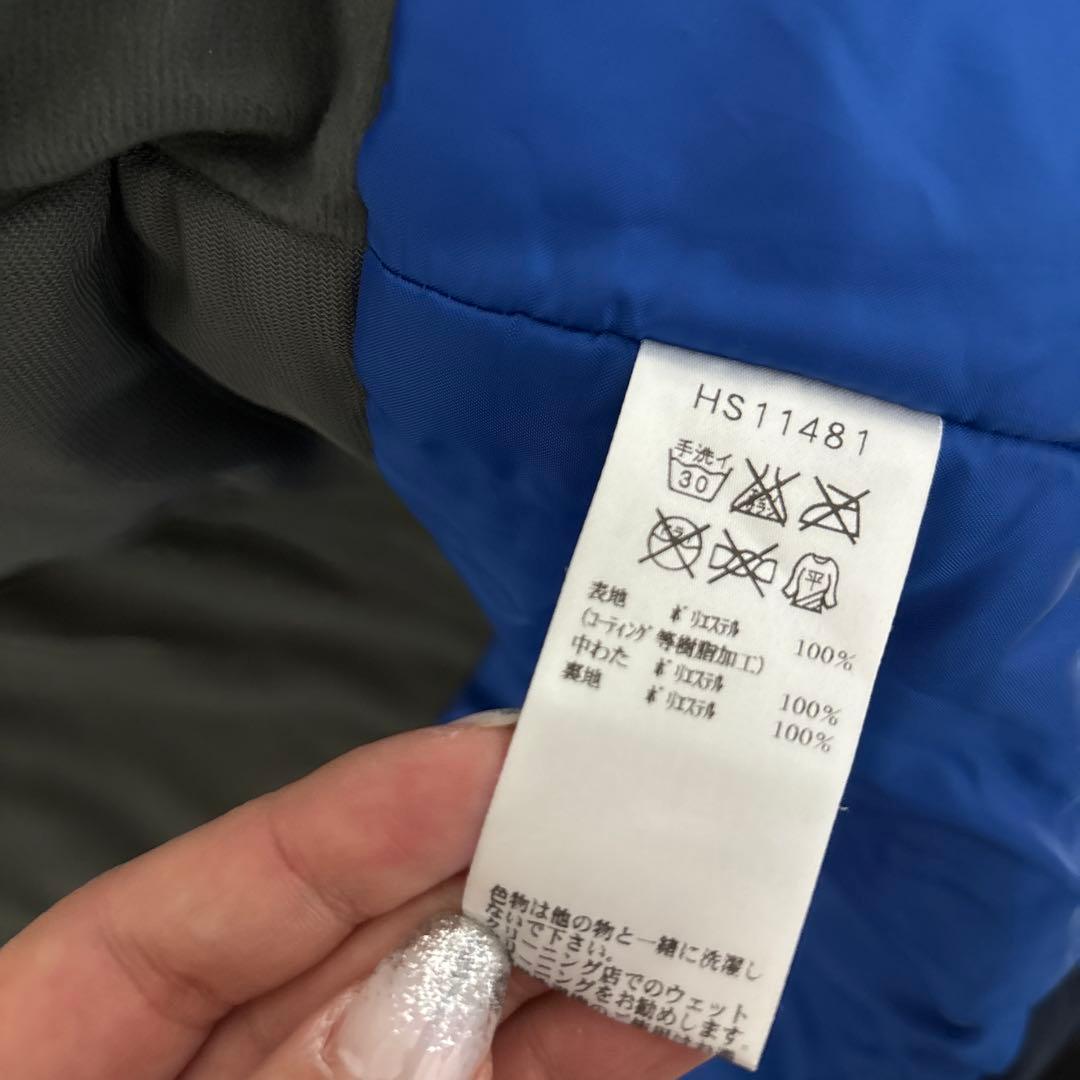 HS11481
手洗イ
30
平
表地 ポリエステル 100%
(コーティング等樹脂加工)
中わた ポリエステル 100%
裏地 ポリエステル 100%
色物は他の物と一緒に洗濯し
ないで下さい。
クリーニング店でのウェット
クリーニングをお勧めします。